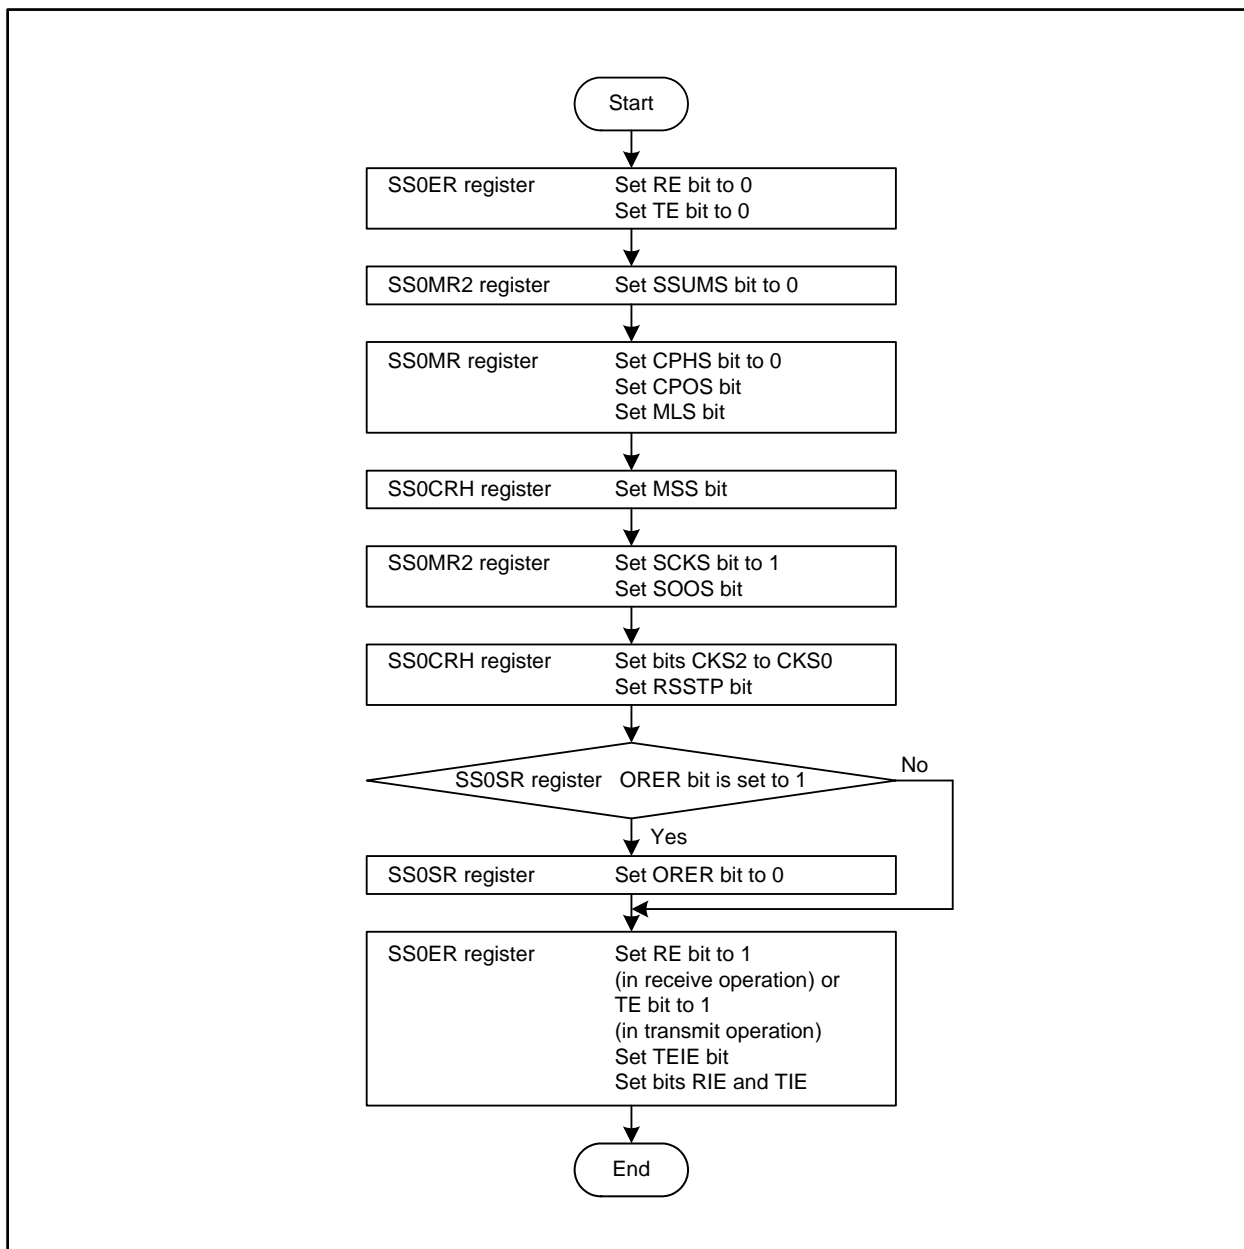 Start
SS0ER register Set RE bit to 0
Set TE bit to 0
SS0MR2 register Set SSUMS bit to 0
SS0MR register Set CPHS bit to 0
Set CPOS bit
Set MLS bit
SS0CRH register Set MSS bit
SS0MR2 register Set SCKS bit to 1
Set SOOS bit
SS0CRH register Set bits CKS2 to CKS0
Set RSSTP bit
SS0SR register ORER bit is set to 1
No
Yes
SS0SR register Set ORER bit to 0
SS0ER register Set RE bit to 1
(in receive operation) or
TE bit to 1
(in transmit operation)
Set TEIE bit
Set bits RIE and TIE
End